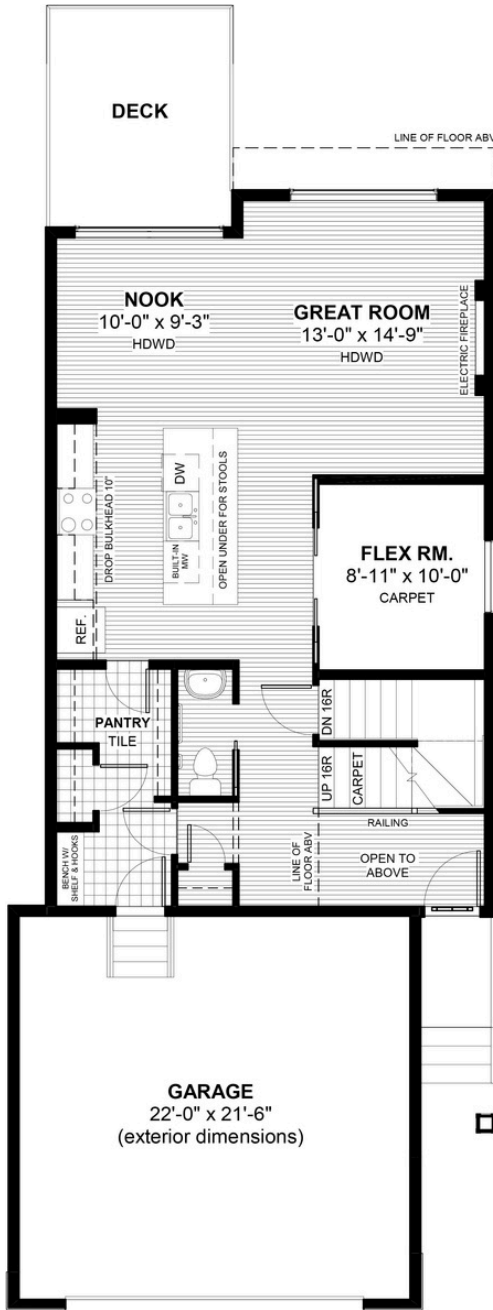 DECK
LINE OF FLOOR ABV
NOOK
10'-0" x 9'-3"
HDWD
GREAT ROOM
13'-0" x 14'-9"
HDWD
ELECTRIC FIREPLACE
DROP BULKHEAD 10"
DW
BUILT-IN
MW
OPEN UNDER FOR STOOLS
REF.
FLEX RM.
8'-11" x 10'-0"
CARPET
PANTRY
TILE
DN 16R
UP 16R
CARPET
RAILING
BENCH W/
SHELF & HOOKS
LINE OF
FLOOR ABV
OPEN TO
ABOVE
GARAGE
22'-0" x 21'-6"
(exterior dimensions)